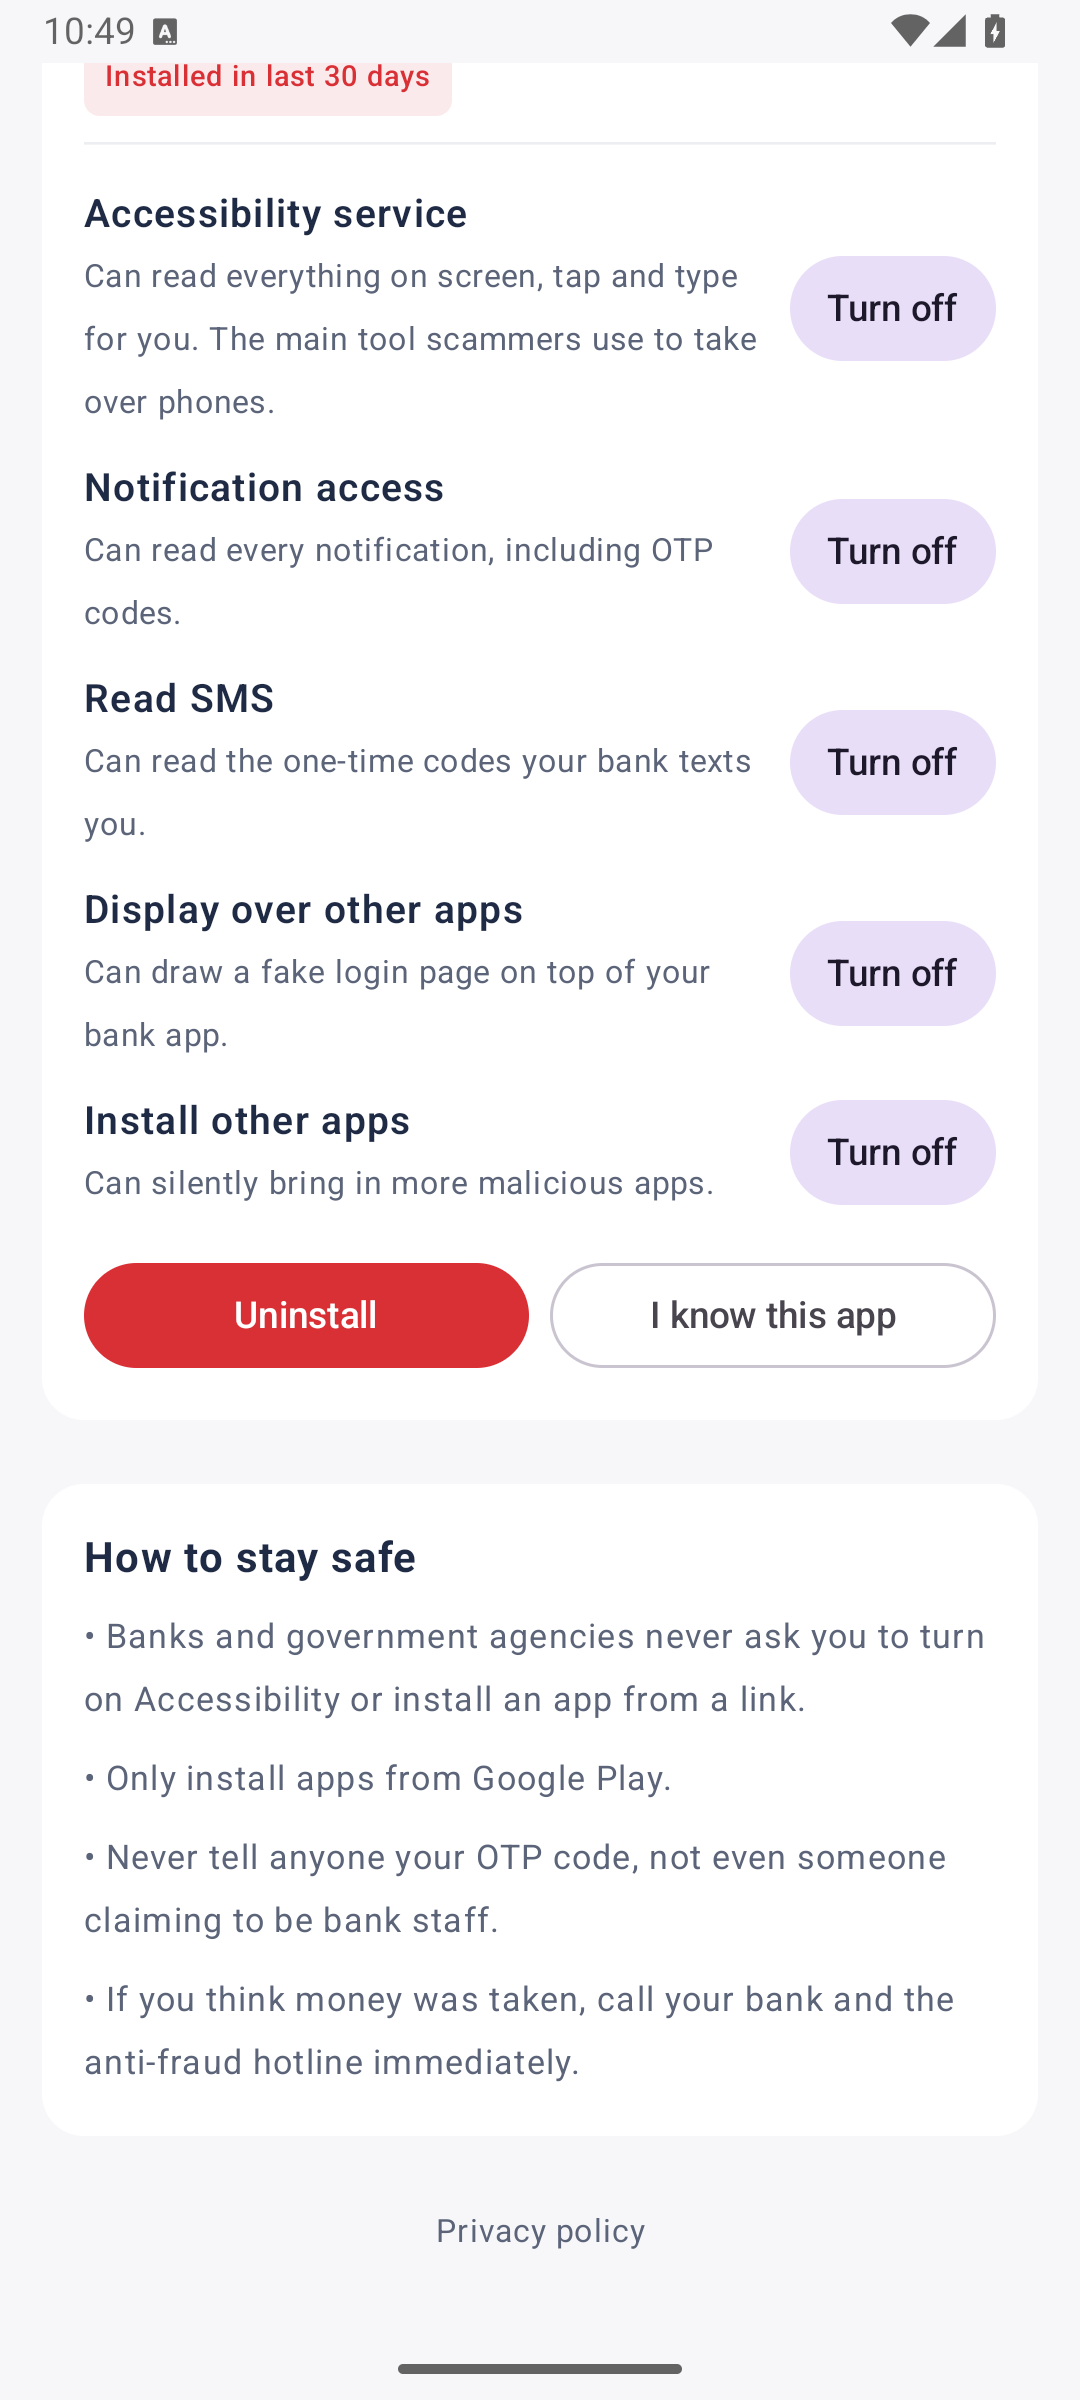 10:49
Installed in last 30 days
Accessibility service
Can read everything on screen, tap and type
for you. The main tool scammers use to take
over phones.
Turn off
Notification access
Can read every notification, including OTP
codes.
Turn off
Read SMS
Can read the one-time codes your bank texts
you.
Turn off
Display over other apps
Can draw a fake login page on top of your
bank app.
Turn off
Install other apps
Can silently bring in more malicious apps.
Turn off
Uninstall
I know this app
How to stay safe
• Banks and government agencies never ask you to turn
on Accessibility or install an app from a link.
• Only install apps from Google Play.
• Never tell anyone your OTP code, not even someone
claiming to be bank staff.
• If you think money was taken, call your bank and the
anti-fraud hotline immediately.
Privacy policy